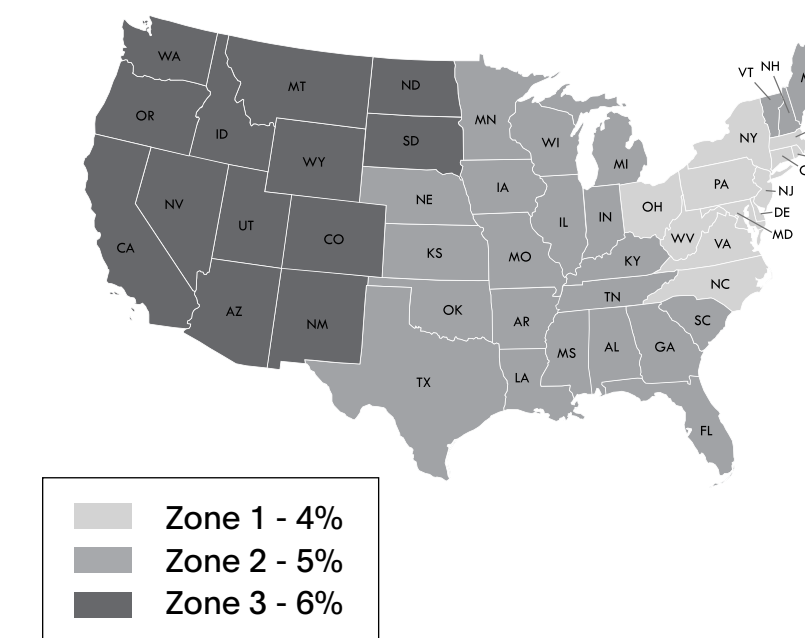 WA
MT
ND
MN
VT
NH
OR
ID
SD
WI
MI
NY
WY
NE
IA
PA
NJ
NV
UT
CO
IL
IN
OH
DE
CA
KS
MO
KY
WV
VA
MD
AZ
NM
OK
AR
TN
NC
SC
TX
LA
MS
AL
GA
FL
Zone 1 - 4%
Zone 2 - 5%
Zone 3 - 6%